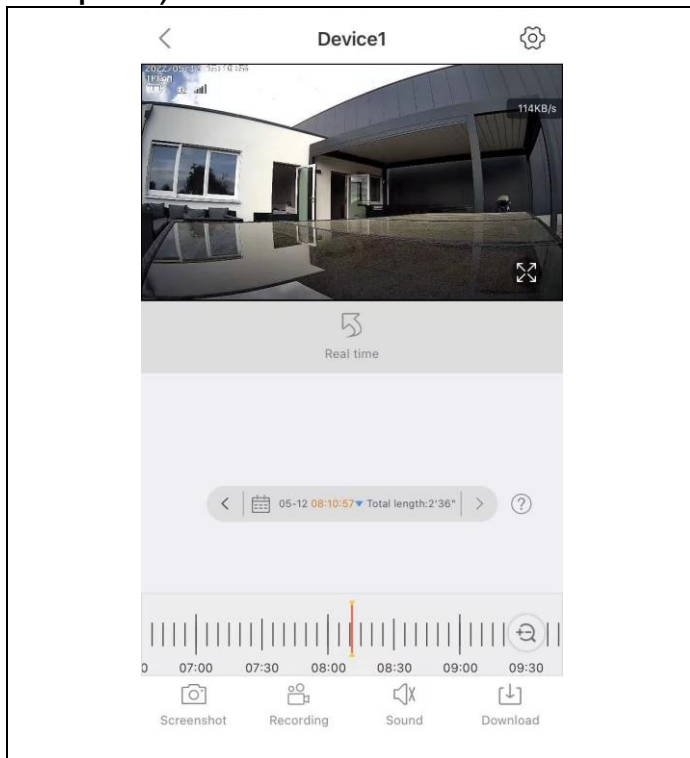 Device1
114KB/s
Real time
05-12 08:10:57 Total length:2'36"
0 07:00 07:30 08:00 08:30 09:00 09:30
Screenshot Recording Sound Download